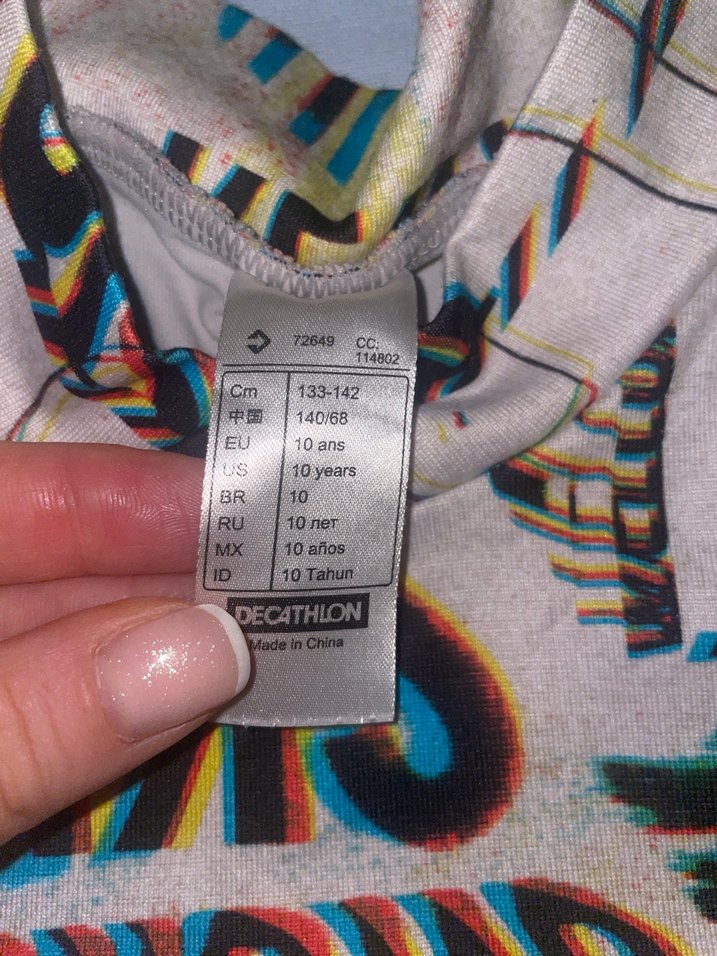 72649 CC:
114802
Cm 133-142
中国 140/68
EU 10 ans
US 10 years
BR 10
RU 10 лет
MX 10 años
ID 10 Tahun
DECATHLON
Made in China